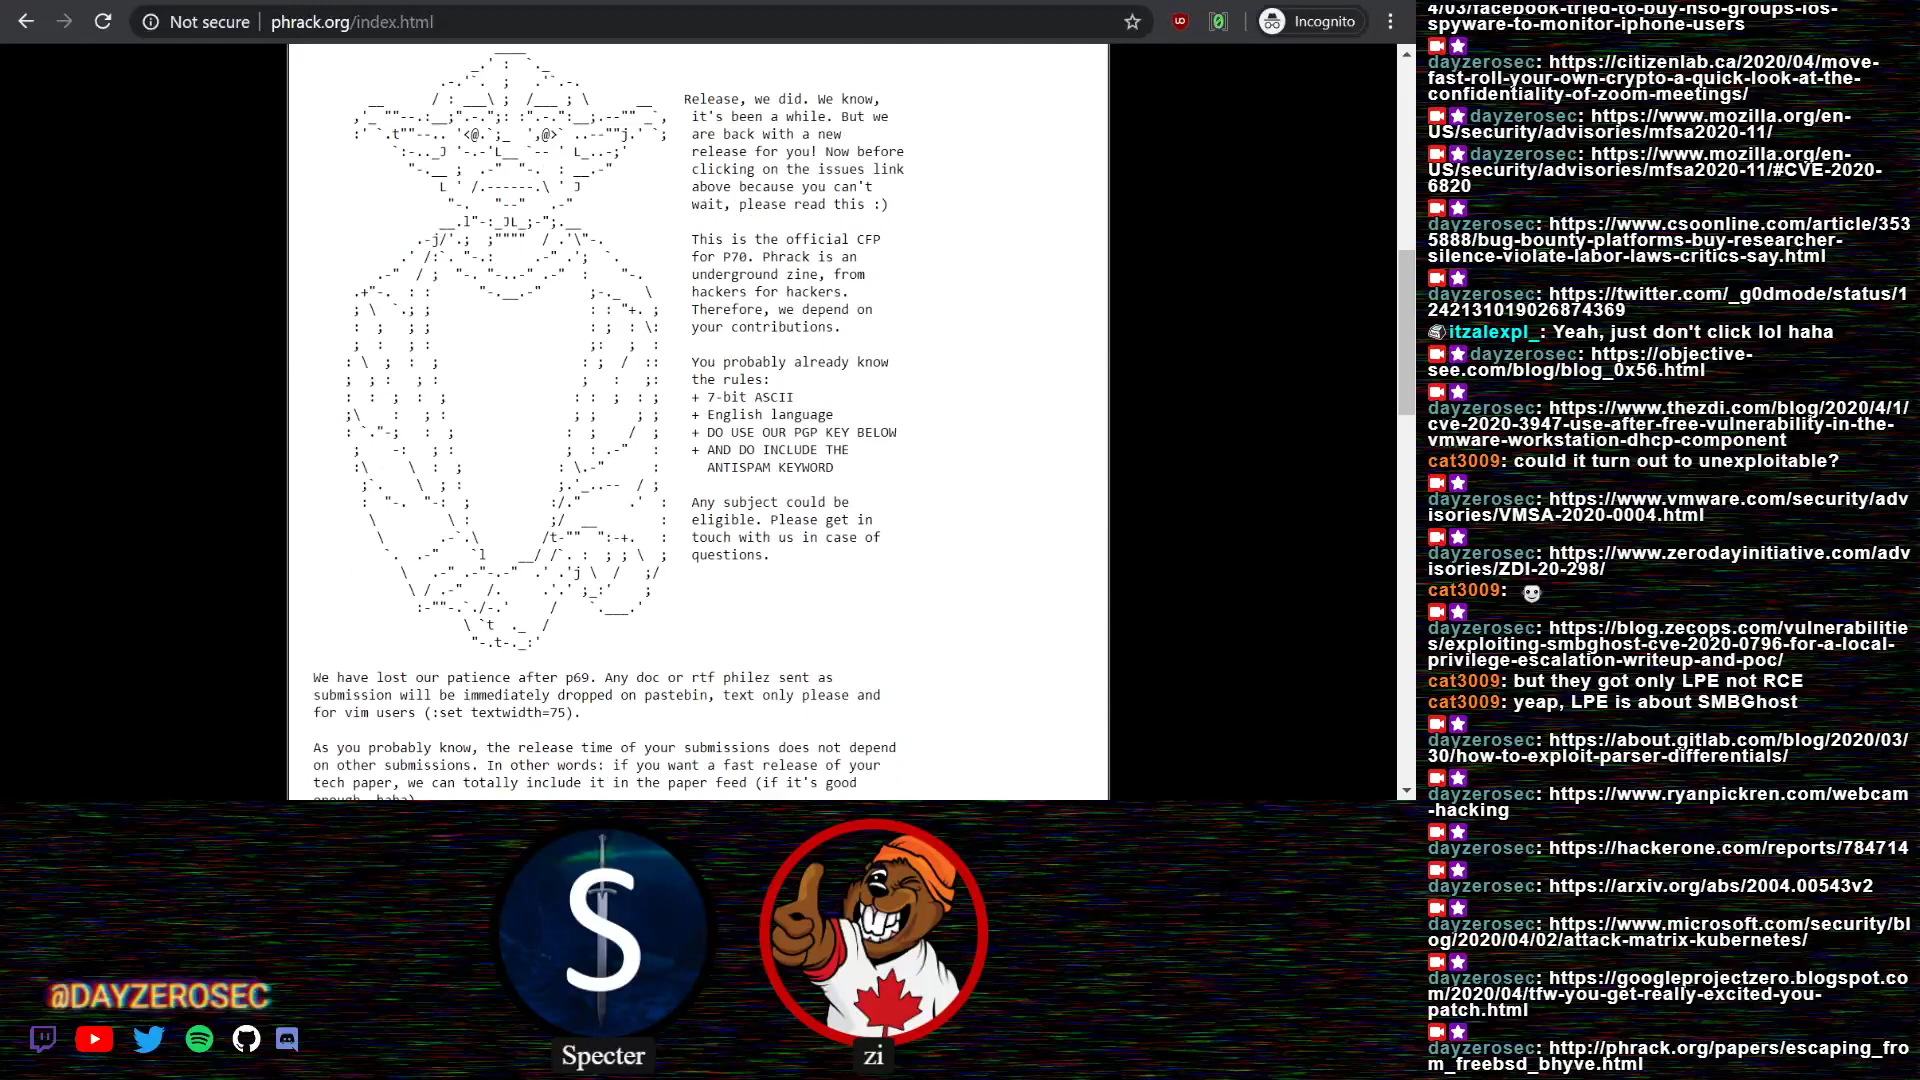 Not secure
phrack.org/index.html
Incognito
Release, we did. We know,
it's been a while. But we
are back with a new
release for you! Now before
clicking on the issues link
above because you can't
wait, please read this :)
This is the official CFP
for P70. Phrack is an
underground zine, from
hackers for hackers.
Therefore, we depend on
your contributions.
You probably already know
the rules:
+ 7-bit ASCII
+ English language
+ DO USE OUR PGP KEY BELOW
+ AND DO INCLUDE THE
ANTISPAM KEYWORD
Any subject could be
eligible. Please get in
touch with us in case of
questions.
We have lost our patience after p69. Any doc or rtf philez sent as
submission will be immediately dropped on pastebin, text only please and
for vim users (:set textwidth=75).
As you probably know, the release time of your submissions does not depend
on other submissions. In other words: if you want a fast release of your
tech paper, we can totally include it in the paper feed (if it's good
4/03/facebook-tried-to-buy-nso-groups-ios-
spyware-to-monitor-iphone-users
dayzerosec: https://citizenlab.ca/2020/04/move-
fast-roll-your-own-crypto-a-quick-look-at-the-
confidentiality-of-zoom-meetings/
dayzerosec: https://www.mozilla.org/en-
US/security/advisories/mfsa2020-11/
dayzerosec: https://www.mozilla.org/en-
US/security/advisories/mfsa2020-11/#CVE-2020-
6820
dayzerosec: https://www.csoonline.com/article/353
5888/bug-bounty-platforms-buy-researcher-
silence-violate-labor-laws-critics-say.html
dayzerosec: https://twitter.com/_g0dmode/status/1
242131019026874369
itzalexpl_: Yeah, just don't click lol haha
dayzerosec: https://objective-
see.com/blog/blog_0x56.html
dayzerosec: https://www.thezdi.com/blog/2020/4/1/
cve-2020-3947-use-after-free-vulnerability-in-the-
vmware-workstation-dhcp-component
cat3009: could it turn out to unexploitable?
dayzerosec: https://www.vmware.com/security/adv
isories/VMSA-2020-0004.html
dayzerosec: https://www.zerodayinitiative.com/adv
isories/ZDI-20-298/
cat3009:
dayzerosec: https://blog.zecops.com/vulnerabilitie
s/exploiting-smbghost-cve-2020-0796-for-a-local-
privilege-escalation-writeup-and-poc/
cat3009: but they got only LPE not RCE
cat3009: yeap, LPE is about SMBGhost
dayzerosec: https://about.gitlab.com/blog/2020/03/
30/how-to-exploit-parser-differentials/
dayzerosec: https://www.ryanpickren.com/webcam
-hacking
dayzerosec: https://hackerone.com/reports/784714
dayzerosec: https://arxiv.org/abs/2004.00543v2
dayzerosec: https://www.microsoft.com/security/bl
og/2020/04/02/attack-matrix-kubernetes/
dayzerosec: https://googleprojectzero.blogspot.co
m/2020/04/tfw-you-get-really-excited-you-
patch.html
dayzerosec: http://phrack.org/papers/escaping_fro
m_freebsd_bhyve.html
@DAYZEROSEC
S
Specter
zi